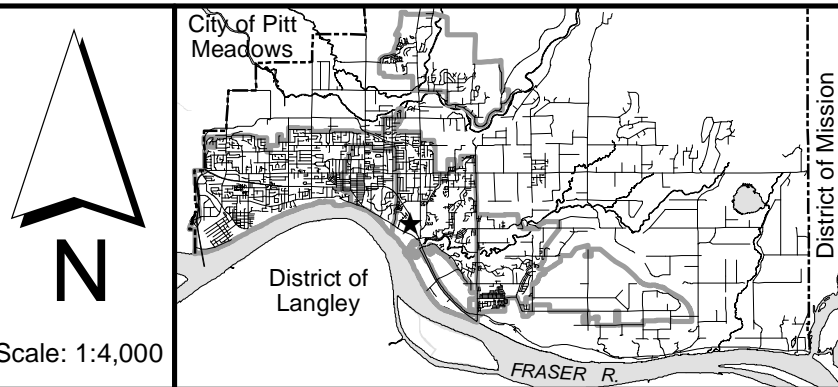 N
Scale: 1:4,000
City of Pitt
Meadows
District of
Langley
District of Mission
FRASER R.